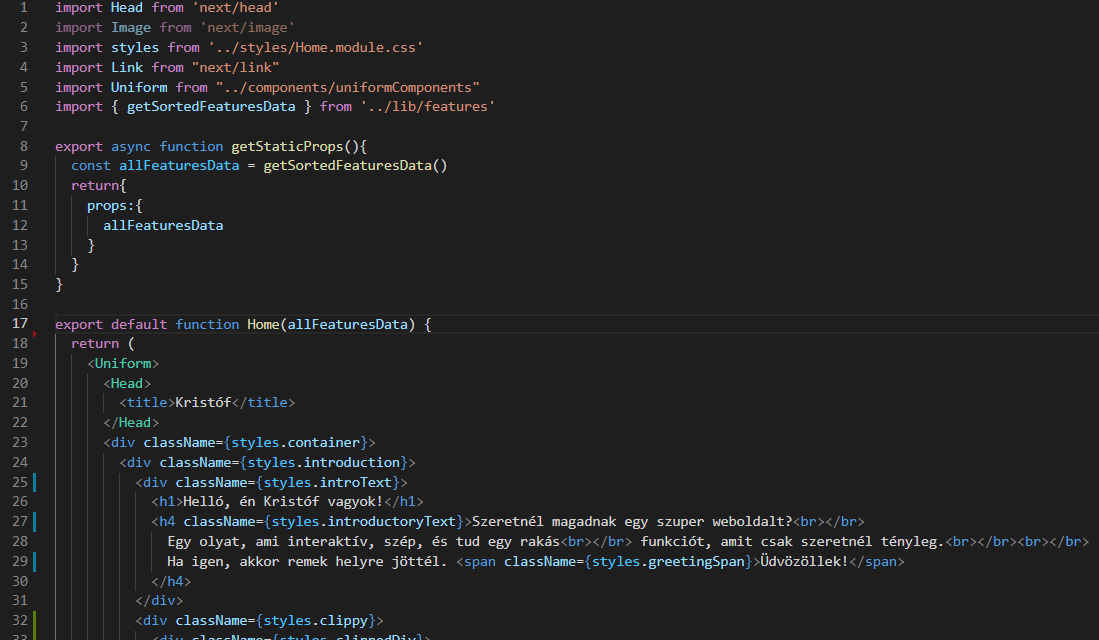 1 import Head from 'next/head'
2 import Image from 'next/image'
3 import styles from '../styles/Home.module.css'
4 import Link from "next/link"
5 import Uniform from "../components/uniformComponents"
6 import { getSortedFeaturesData } from '../lib/features'
7
8 export async function getStaticProps(){
9 const allFeaturesData = getSortedFeaturesData()
10 return{
11 props:{
12 allFeaturesData
13 }
14 }
15 }
16
17 export default function Home(allFeaturesData) {
18 return (
19 <Uniform>
20 <Head>
21 <title>Kristóf</title>
22 </Head>
23 <div className={styles.container}>
24 <div className={styles.introduction}>
25 <div className={styles.introText}>
26 <h1>Helló, én Kristóf vagyok!</h1>
27 <h4 className={styles.introductoryText}>Szeretnél magadnak egy szuper weboldalt?<br></br>
28 Egy olyat, ami interaktív, szép, és tud egy rakás<br></br> funkciót, amit csak szeretnél tényleg.<br></br><br></br>
29 Ha igen, akkor remek helyre jöttél. <span className={styles.greetingSpan}>Üdvözöllek!</span>
30 </h4>
31 </div>
32 <div className={styles.clippy}>
33 <div className={styles.clippedDiv}>